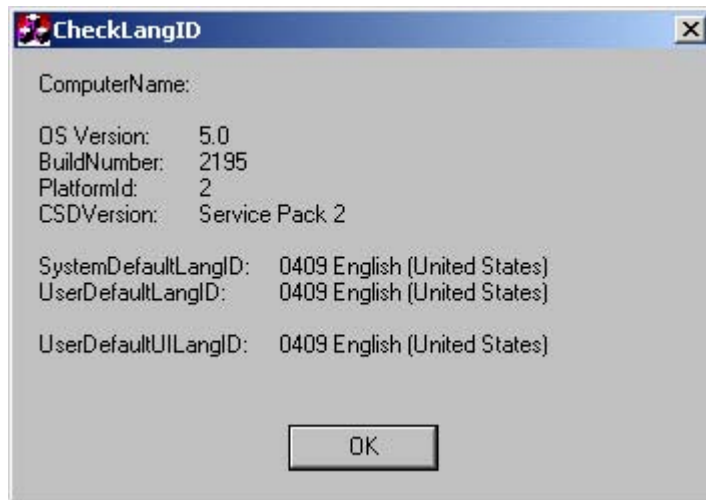 CheckLangID
ComputerName:
OS Version: 5.0
BuildNumber: 2195
PlatformId: 2
CSDVersion: Service Pack 2
SystemDefaultLangID: 0409 English (United States)
UserDefaultLangID: 0409 English (United States)
UserDefaultUILangID: 0409 English (United States)
OK